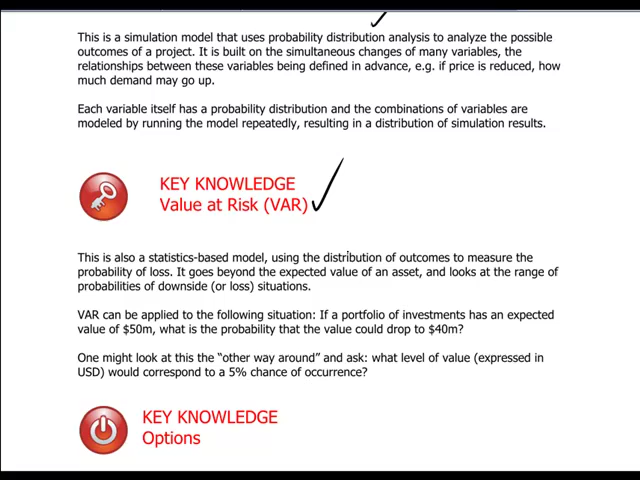 This is a simulation model that uses probability distribution analysis to analyze the possible
outcomes of a project. It is built on the simultaneous changes of many variables, the
relationships between these variables being defined in advance, e.g. if price is reduced, how
much demand may go up.
Each variable itself has a probability distribution and the combinations of variables are
modeled by running the model repeatedly, resulting in a distribution of simulation results.
KEY KNOWLEDGE
Value at Risk (VAR)
This is also a statistics-based model, using the distribution of outcomes to measure the
probability of loss. It goes beyond the expected value of an asset, and looks at the range of
probabilities of downside (or loss) situations.
VAR can be applied to the following situation: If a portfolio of investments has an expected
value of $50m, what is the probability that the value could drop to $40m?
One might look at this the “other way around” and ask: what level of value (expressed in
USD) would correspond to a 5% chance of occurrence?
KEY KNOWLEDGE
Options